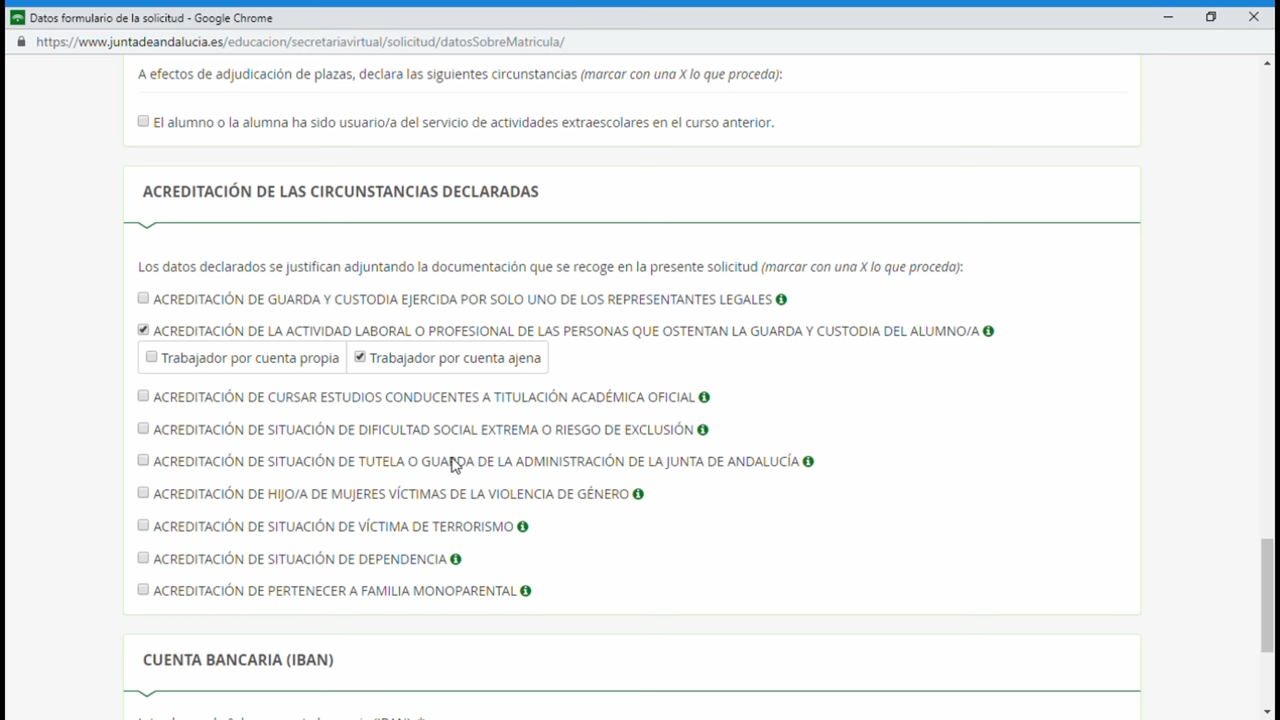 Datos formulario de la solicitud - Google Chrome
https://www.juntadeandalucia.es/educacion/secretariavirtual/solicitud/datosSobreMatricula/
A efectos de adjudicación de plazas, declara las siguientes circunstancias (marcar con una X lo que proceda):
El alumno o la alumna ha sido usuario/a del servicio de actividades extraescolares en el curso anterior.
ACREDITACIÓN DE LAS CIRCUNSTANCIAS DECLARADAS
Los datos declarados se justifican adjuntando la documentación que se recoge en la presente solicitud (marcar con una X lo que proceda):
ACREDITACIÓN DE GUARDA Y CUSTODIA EJERCIDA POR SOLO UNO DE LOS REPRESENTANTES LEGALES
ACREDITACIÓN DE LA ACTIVIDAD LABORAL O PROFESIONAL DE LAS PERSONAS QUE OSTENTAN LA GUARDA Y CUSTODIA DEL ALUMNO/A
Trabajador por cuenta propia Trabajador por cuenta ajena
ACREDITACIÓN DE CURSAR ESTUDIOS CONDUCENTES A TITULACIÓN ACADÉMICA OFICIAL
ACREDITACIÓN DE SITUACIÓN DE DIFICULTAD SOCIAL EXTREMA O RIESGO DE EXCLUSIÓN
ACREDITACIÓN DE SITUACIÓN DE TUTELA O GUARDA DE LA ADMINISTRACIÓN DE LA JUNTA DE ANDALUCÍA
ACREDITACIÓN DE HIJO/A DE MUJERES VÍCTIMAS DE LA VIOLENCIA DE GÉNERO
ACREDITACIÓN DE SITUACIÓN DE VÍCTIMA DE TERRORISMO
ACREDITACIÓN DE SITUACIÓN DE DEPENDENCIA
ACREDITACIÓN DE PERTENECER A FAMILIA MONOPARENTAL
CUENTA BANCARIA (IBAN)